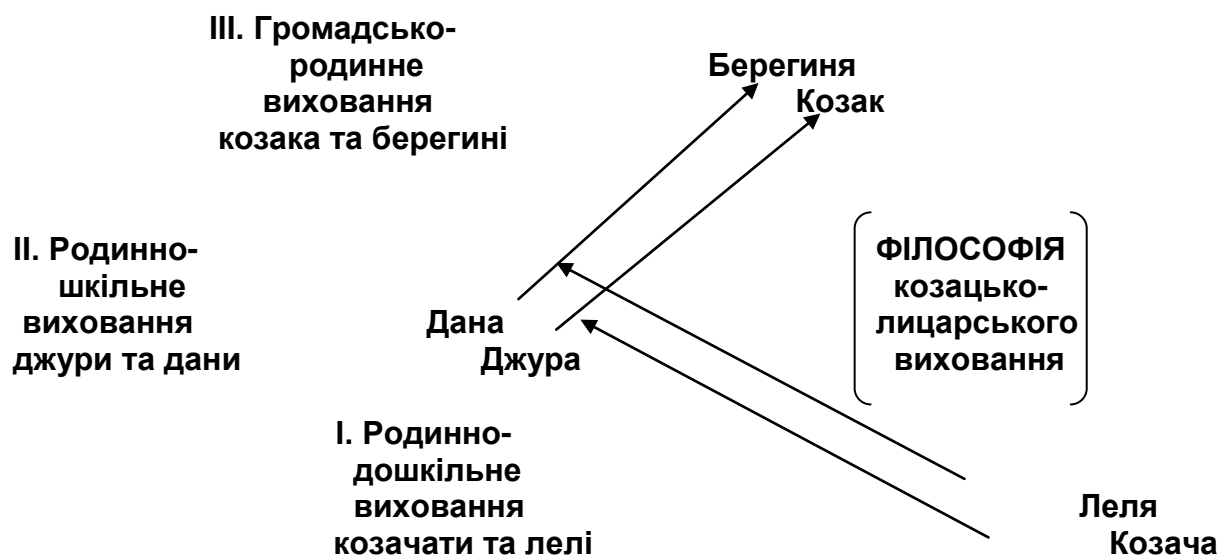 III. Громадсько-
родинне
виховання
козака та берегині
Берегиня
Козак
II. Родинно-
шкільне
виховання
джури та дани
Дана
Джура
ФІЛОСОФІЯ
козацько-
лицарського
виховання
I. Родинно-
дошкільне
виховання
козачати та лелі
Леля
Козача